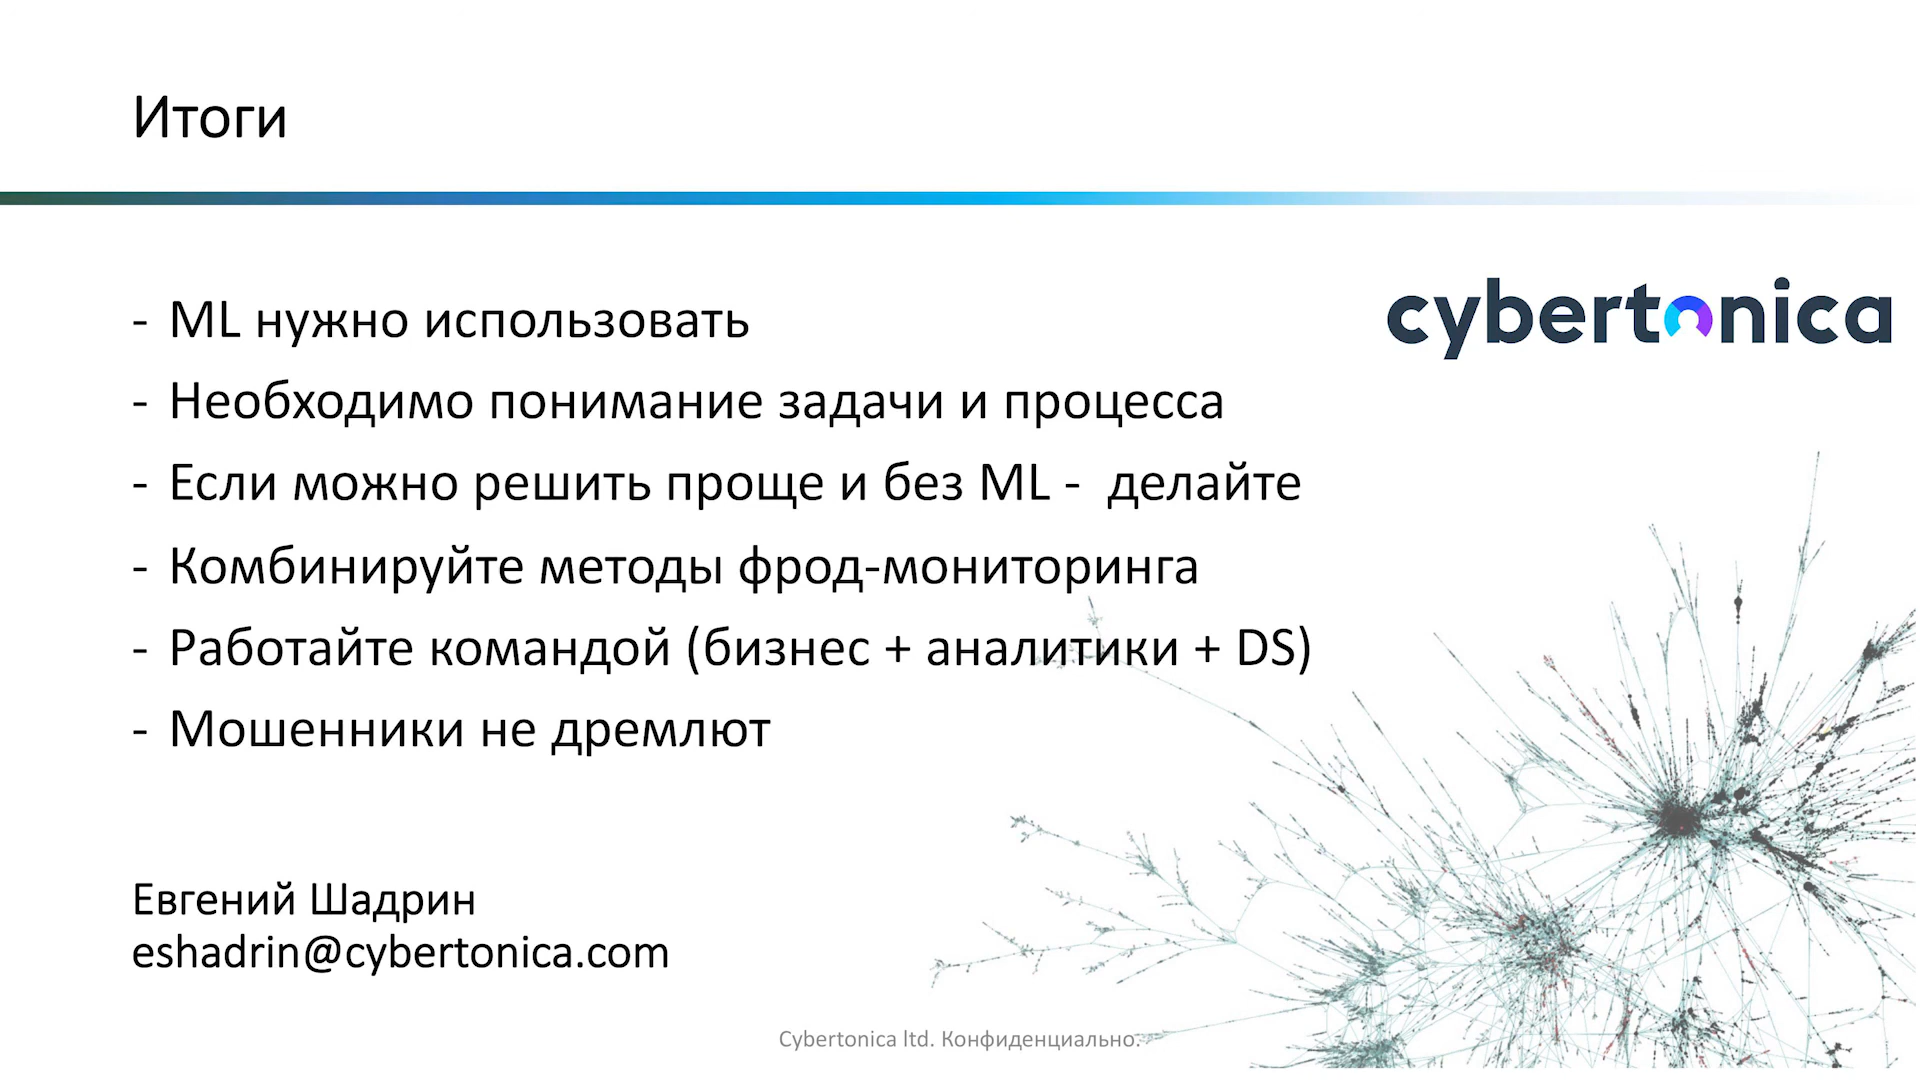 Итоги
cybertonica
- ML нужно использовать
- Необходимо понимание задачи и процесса
- Если можно решить проще и без ML -  делайте
- Комбинируйте методы фрод-мониторинга
- Работайте командой (бизнес + аналитики + DS)
- Мошенники не дремлют
Евгений Шадрин
eshadrin@cybertonica.com
Cybertonica ltd. Конфиденциально.